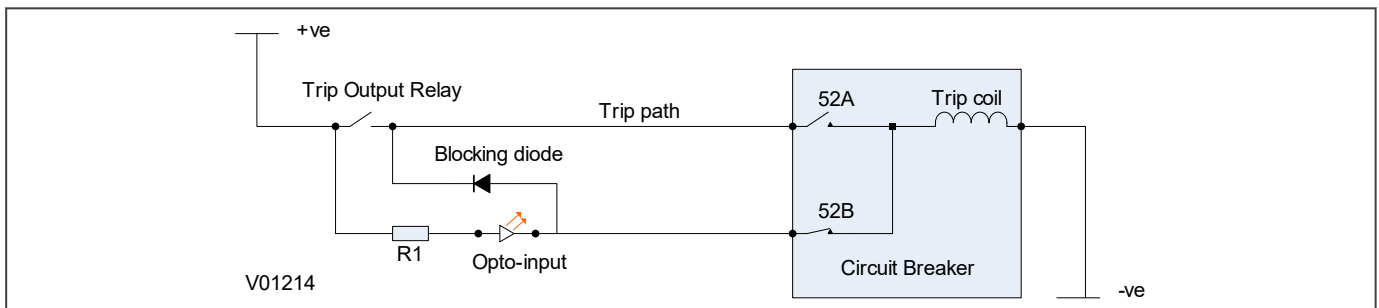 +ve
Trip Output Relay
Trip path
52A
Trip coil
Blocking diode
52B
R1
Opto-input
Circuit Breaker
V01214
-ve